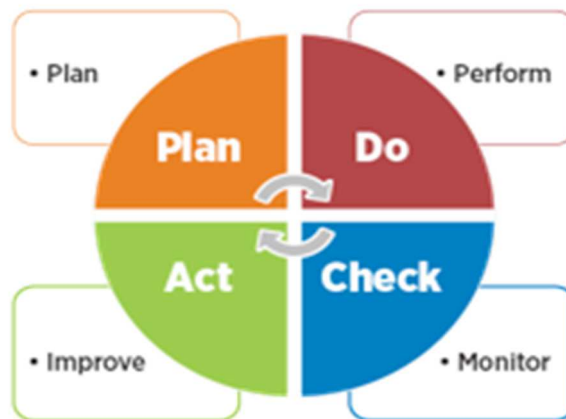 • Plan
• Perform
Plan
Do
Act
Check
• Improve
• Monitor